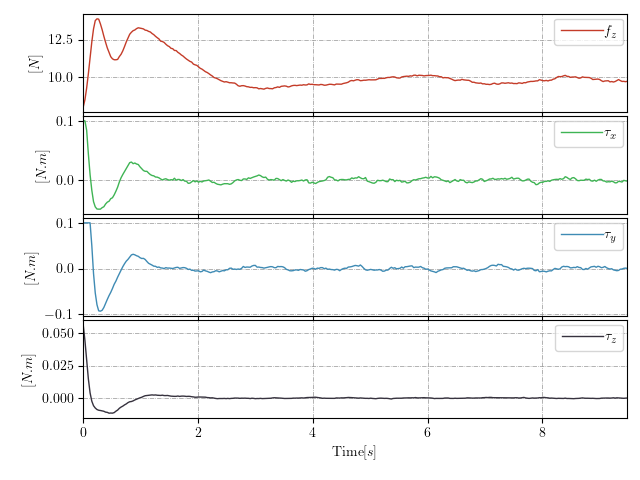 12.5
10.0
[N]
f_z
0.1
0.0
[N.m]
τ_x
0.1
0.0
−0.1
[N.m]
τ_y
0.050
0.025
0.000
[N.m]
τ_z
0 2 4 6 8
Time[s]